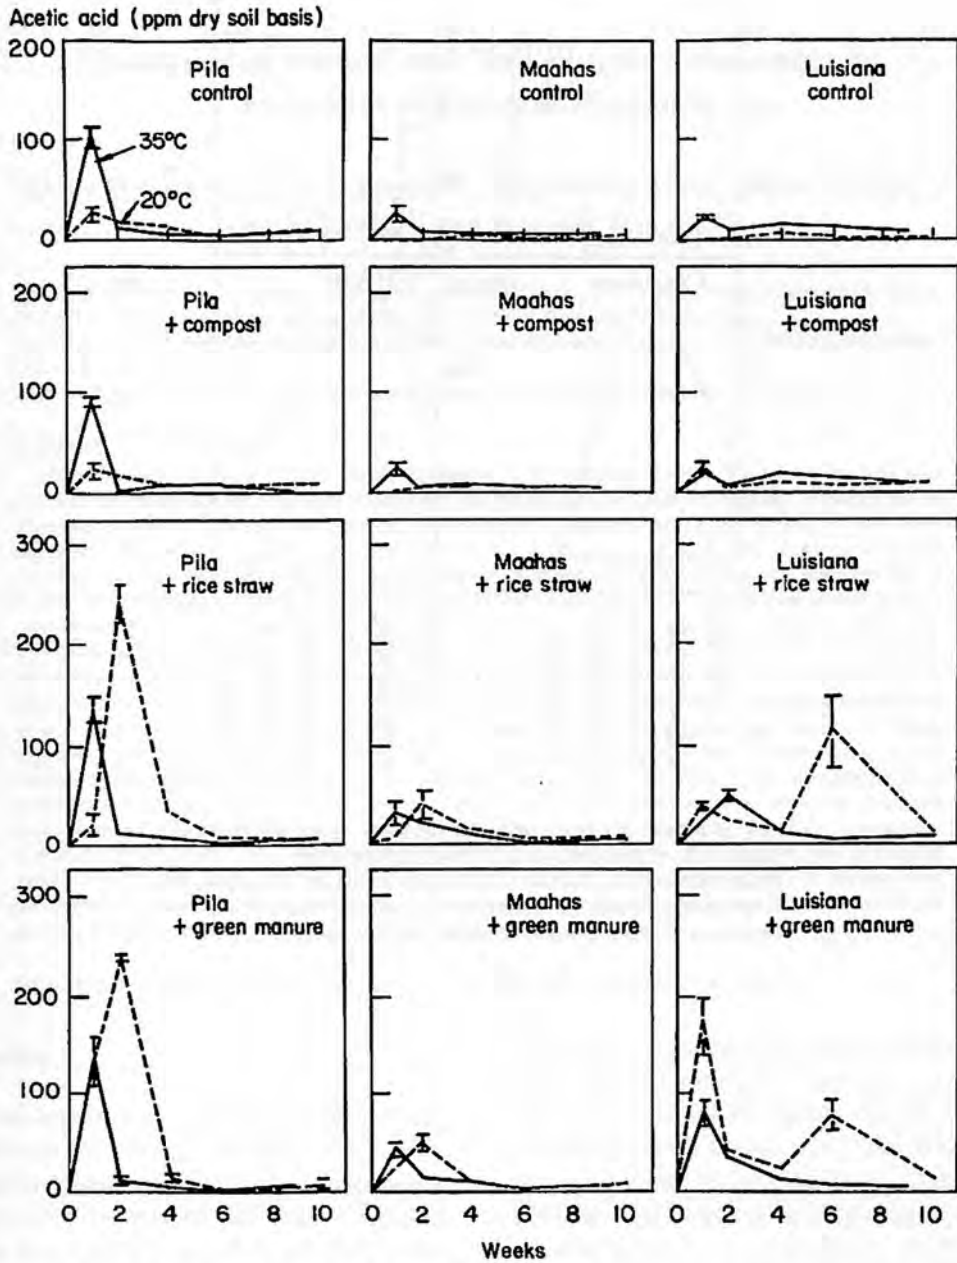 Acetic acid (ppm dry soil basis)
200
100
0
Pila
control
35°C
20°C
Maahas
control
Luisiana
control
200
100
0
Pila
+ compost
Maahas
+ compost
Luisiana
+ compost
300
200
100
0
Pila
+ rice straw
Maahas
+ rice straw
Luisiana
+ rice straw
300
200
100
0
Pila
+ green manure
Maahas
+ green manure
Luisiana
+ green manure
0 2 4 6 8 10 0 2 4 6 8 10 0 2 4 6 8 10
Weeks